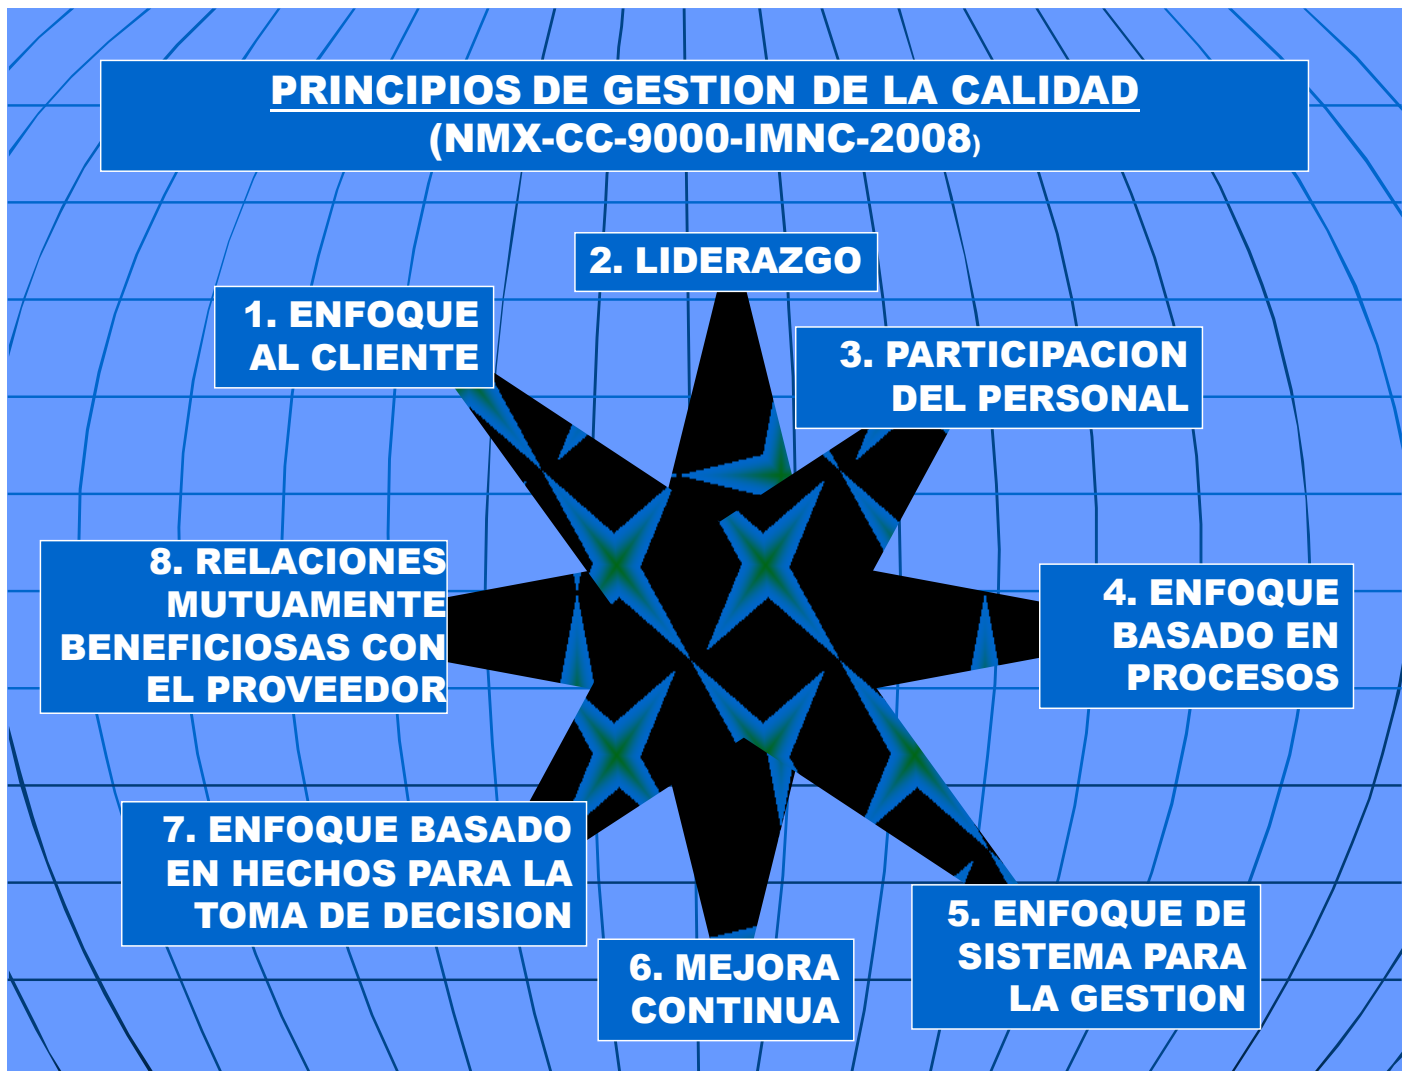 PRINCIPIOS DE GESTION DE LA CALIDAD
(NMX-CC-9000-IMNC-2008)
1. ENFOQUE
AL CLIENTE
2. LIDERAZGO
3. PARTICIPACION
DEL PERSONAL
4. ENFOQUE
BASADO EN
PROCESOS
5. ENFOQUE DE
SISTEMA PARA
LA GESTION
6. MEJORA
CONTINUA
7. ENFOQUE BASADO
EN HECHOS PARA LA
TOMA DE DECISION
8. RELACIONES
MUTUAMENTE
BENEFICIOSAS CON
EL PROVEEDOR